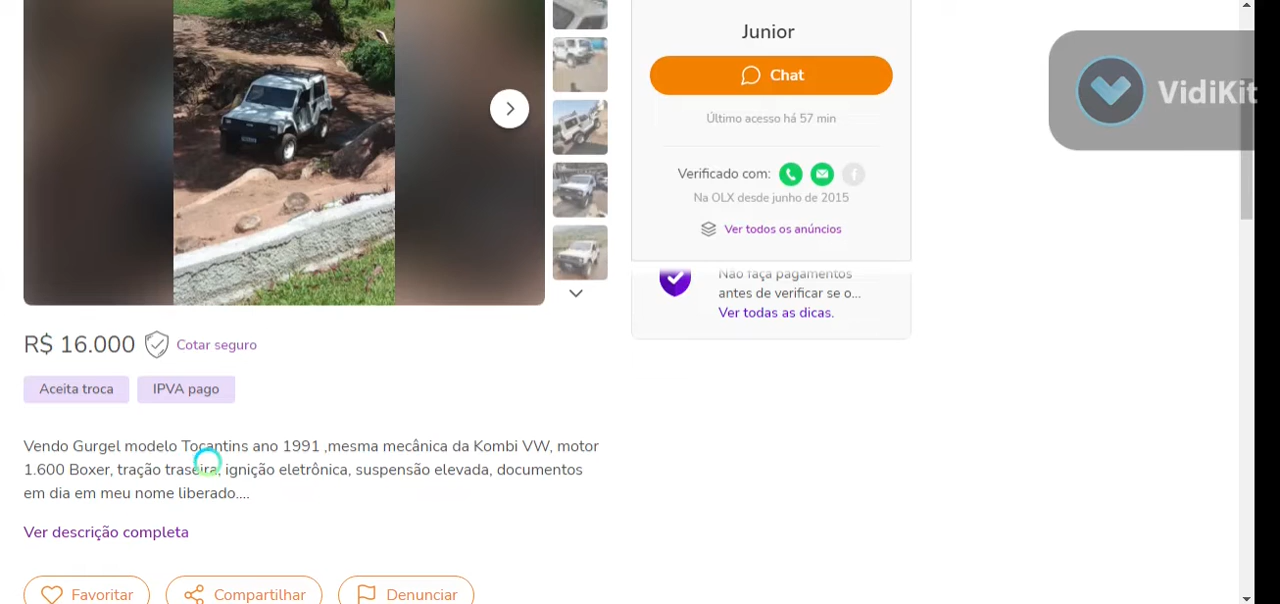 Junior
Chat
Último acesso há 57 min
Verificado com:
Na OLX desde junho de 2015
Ver todos os anúncios
Não faça pagamentos
antes de verificar se o...
Ver todas as dicas.
VidiKit
R$ 16.000
Cotar seguro
Aceita troca
IPVA pago
Vendo Gurgel modelo Tocantins ano 1991 ,mesma mecânica da Kombi VW, motor
1.600 Boxer, tração traseira, ignição eletrônica, suspensão elevada, documentos
em dia em meu nome liberado....
Ver descrição completa
Favoritar
Compartilhar
Denunciar